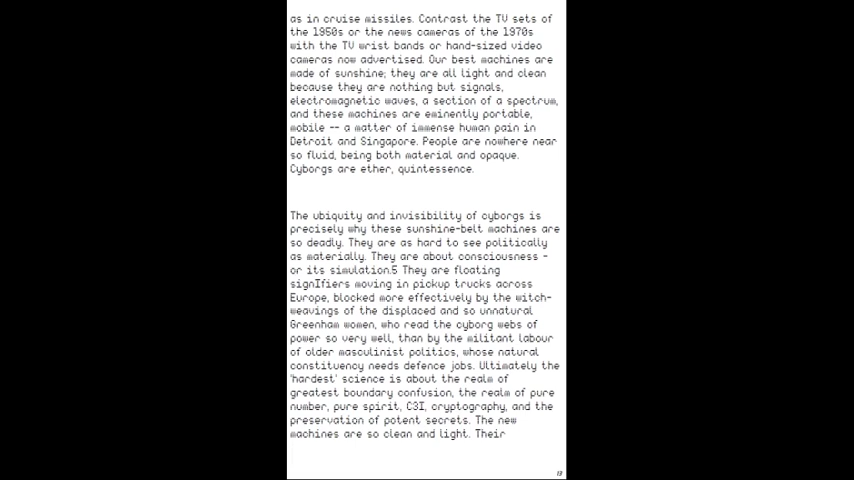 as in cruise missiles. Contrast the TV sets of
the 1950s or the news cameras of the 1970s
with the TV wrist bands or hand-sized video
cameras now advertised. Our best machines are
made of sunshine; they are all light and clean
because they are nothing but signals,
electromagnetic waves, a section of a spectrum,
and these machines are eminently portable,
mobile -- a matter of immense human pain in
Detroit and Singapore. People are nowhere near
so fluid, being both material and opaque.
Cyborgs are ether, quintessence.
The ubiquity and invisibility of cyborgs is
precisely why these sunshine-belt machines are
so deadly. They are as hard to see politically
as materially. They are about consciousness -
or its simulation.5 They are floating
signIfiers moving in pickup trucks across
Europe, blocked more effectively by the witch-
weavings of the displaced and so unnatural
Greenham women, who read the cyborg webs of
power so very well, than by the militant labour
of older masculinist politics, whose natural
constituency needs defence jobs. Ultimately the
'hardest' science is about the realm of
greatest boundary confusion, the realm of pure
number, pure spirit, C3I, cryptography, and the
preservation of potent secrets. The new
machines are so clean and light. Their